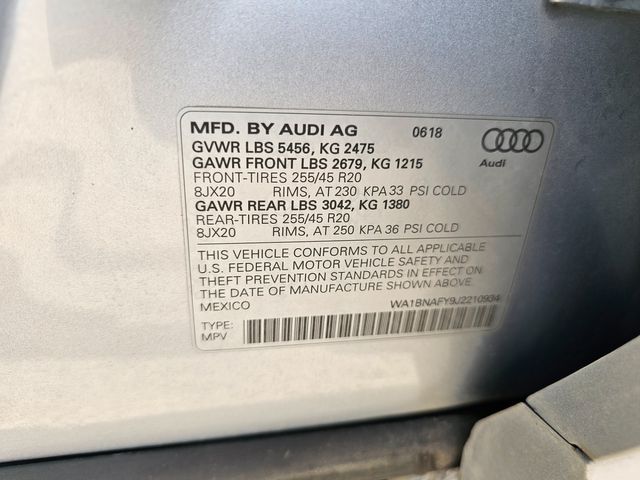 MFD. BY AUDI AG 0618
GVWR LBS 5456, KG 2475
GAWR FRONT LBS 2679, KG 1215
FRONT-TIRES 255/45 R20
8JX20 RIMS, AT 230 KPA 33 PSI COLD
GAWR REAR LBS 3042, KG 1380
REAR-TIRES 255/45 R20
8JX20 RIMS, AT 250 KPA 36 PSI COLD
Audi
THIS VEHICLE CONFORMS TO ALL APPLICABLE
U.S. FEDERAL MOTOR VEHICLE SAFETY AND
THEFT PREVENTION STANDARDS IN EFFECT ON
THE DATE OF MANUFACTURE SHOWN ABOVE.
MEXICO WA1BNAFY9J2210934
TYPE:
MPV